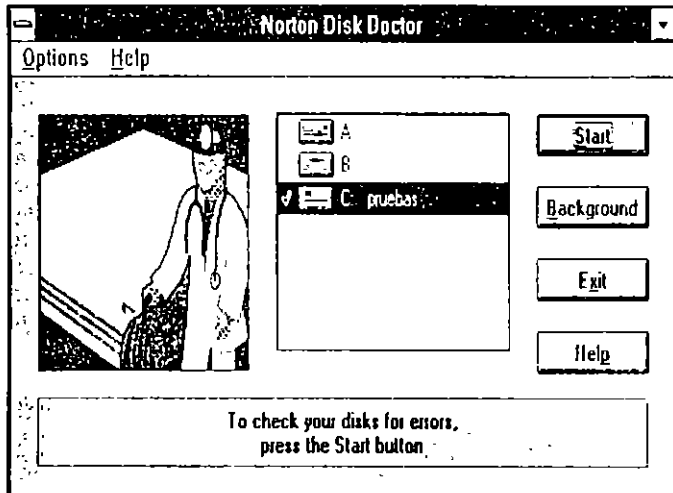 Norton Disk Doctor
Options Help
A
B
C: pruebas
Start
Background
Exit
Help
To check your disks for errors,
press the Start button